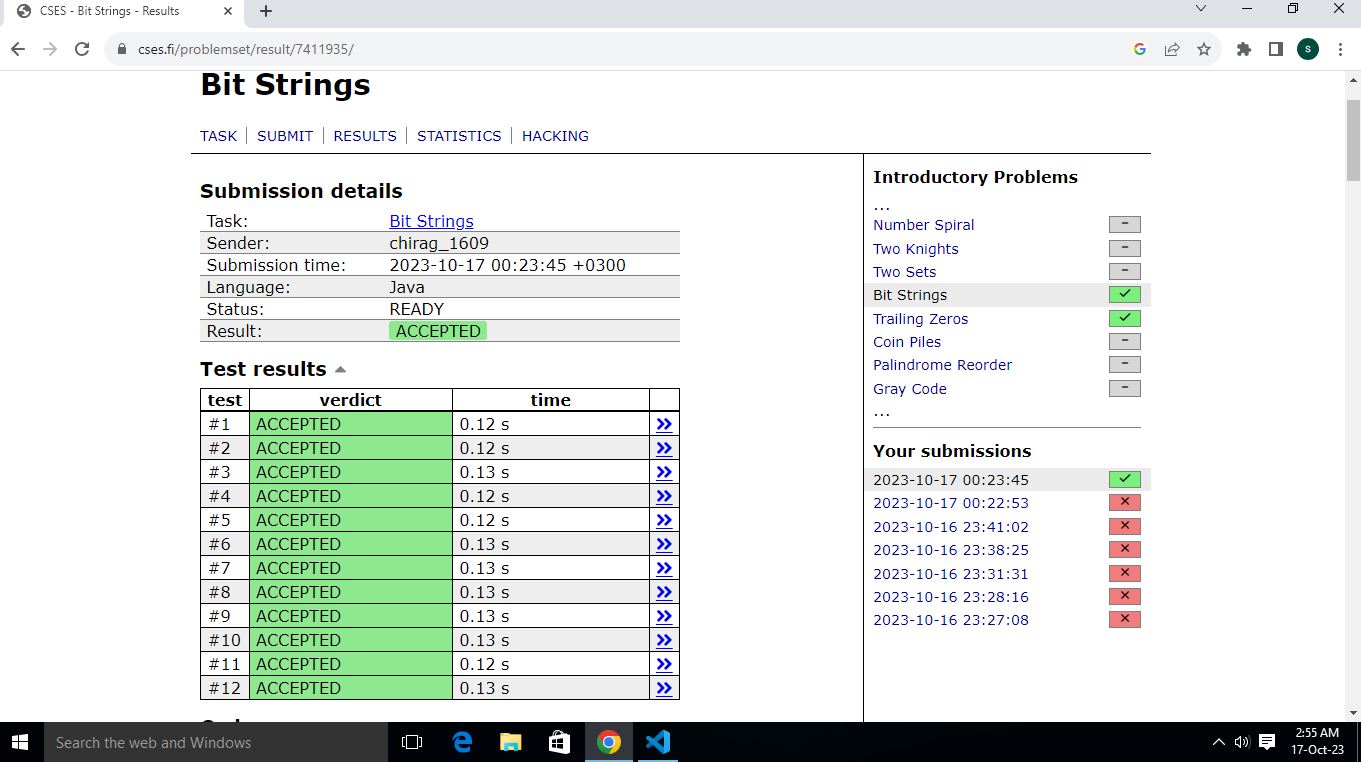 CSES - Bit Strings - Results
cses.fi/problemset/result/7411935/
S
Bit Strings
TASK | SUBMIT | RESULTS | STATISTICS | HACKING
Submission details
Task: Bit Strings
Sender: chirag_1609
Submission time: 2023-10-17 00:23:45 +0300
Language: Java
Status: READY
Result: ACCEPTED
Test results
test verdict time
#1 ACCEPTED 0.12 s
#2 ACCEPTED 0.12 s
#3 ACCEPTED 0.13 s
#4 ACCEPTED 0.12 s
#5 ACCEPTED 0.12 s
#6 ACCEPTED 0.13 s
#7 ACCEPTED 0.13 s
#8 ACCEPTED 0.13 s
#9 ACCEPTED 0.13 s
#10 ACCEPTED 0.13 s
#11 ACCEPTED 0.12 s
#12 ACCEPTED 0.13 s
Introductory Problems
...
Number Spiral –
Two Knights –
Two Sets –
Bit Strings
Trailing Zeros
Coin Piles –
Palindrome Reorder –
Gray Code –
...
Your submissions
2023-10-17 00:23:45
2023-10-17 00:22:53
2023-10-16 23:41:02
2023-10-16 23:38:25
2023-10-16 23:31:31
2023-10-16 23:28:16
2023-10-16 23:27:08
Search the web and Windows
2:55 AM
17-Oct-23